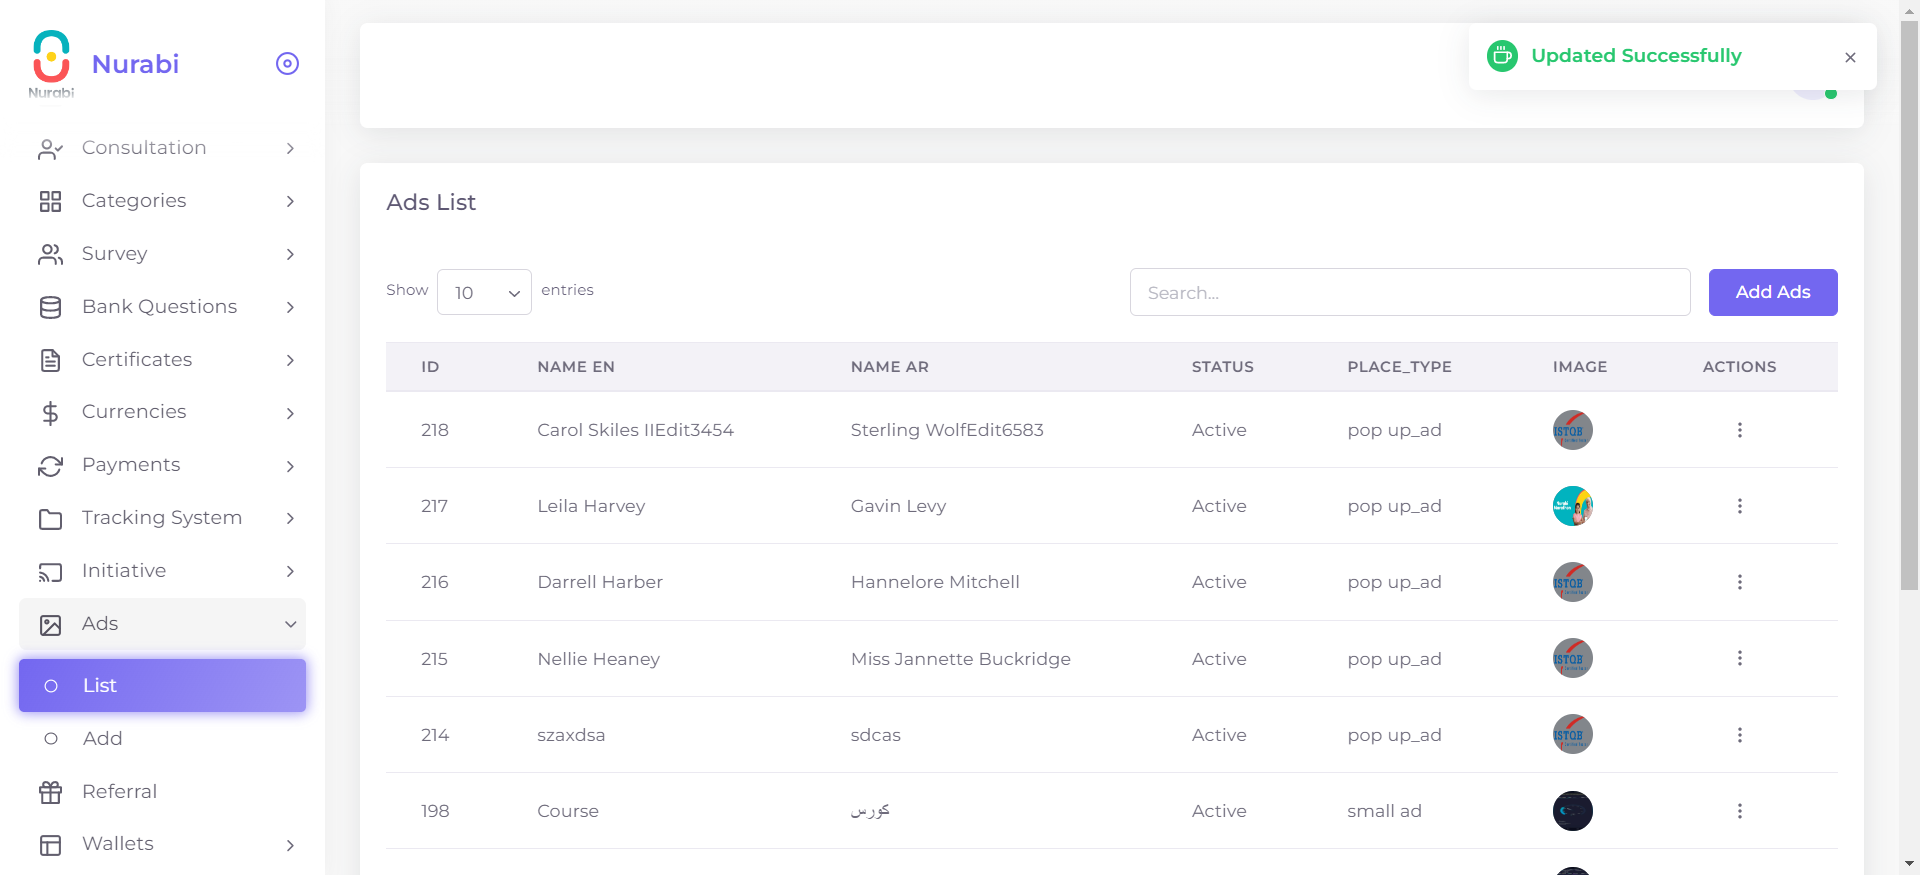 Nurabi
Nurabi
Updated Successfully
Consultation
Categories
Survey
Bank Questions
Certificates
Currencies
Payments
Tracking System
Initiative
Ads
List
Add
Referral
Wallets
Ads List
Show 10 entries
Search...
Add Ads
ID NAME EN NAME AR STATUS PLACE_TYPE IMAGE ACTIONS
218 Carol Skiles IIEdit3454 Sterling WolfEdit6583 Active pop up_ad ISTQB
217 Leila Harvey Gavin Levy Active pop up_ad
216 Darrell Harber Hannelore Mitchell Active pop up_ad ISTQB
215 Nellie Heaney Miss Jannette Buckridge Active pop up_ad ISTQB
214 szaxdsa sdcas Active pop up_ad ISTQB
198 Course كورس Active small ad